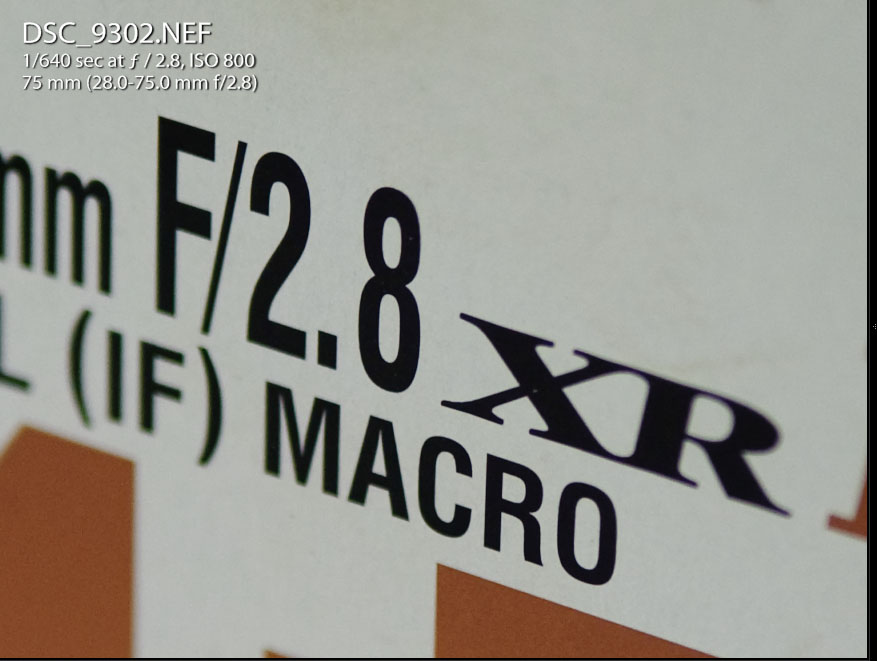 DSC_9302.NEF
1/640 sec at ƒ / 2.8, ISO 800
75 mm (28.0-75.0 mm f/2.8)
mm F/2.8 XR
L (IF) MACRO